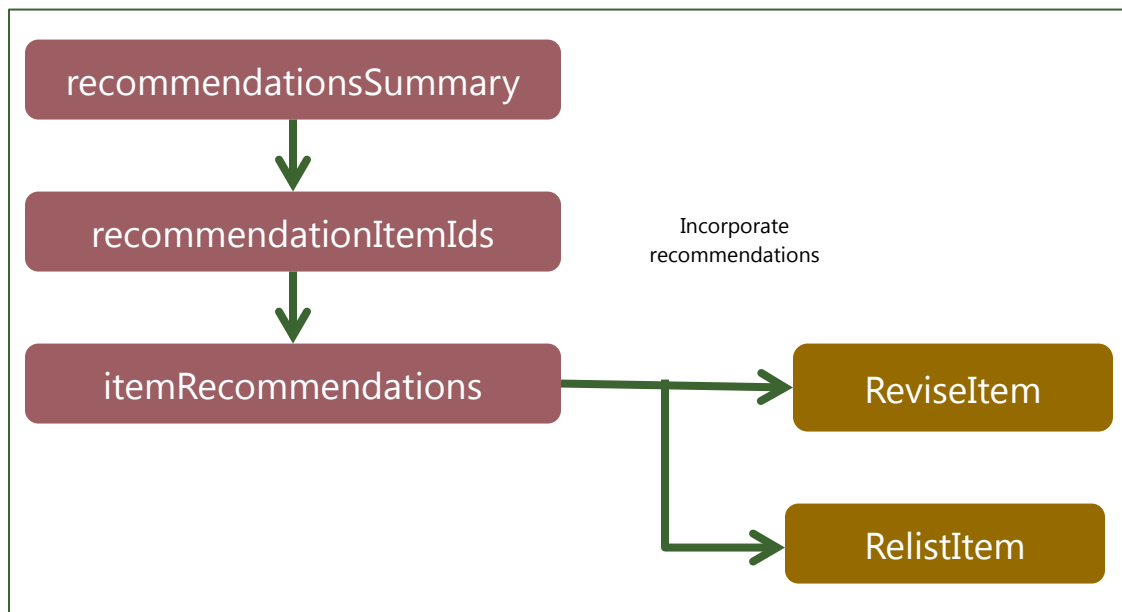 recommendationsSummary
recommendationItemIds
Incorporate
recommendations
itemRecommendations
ReviseItem
RelistItem